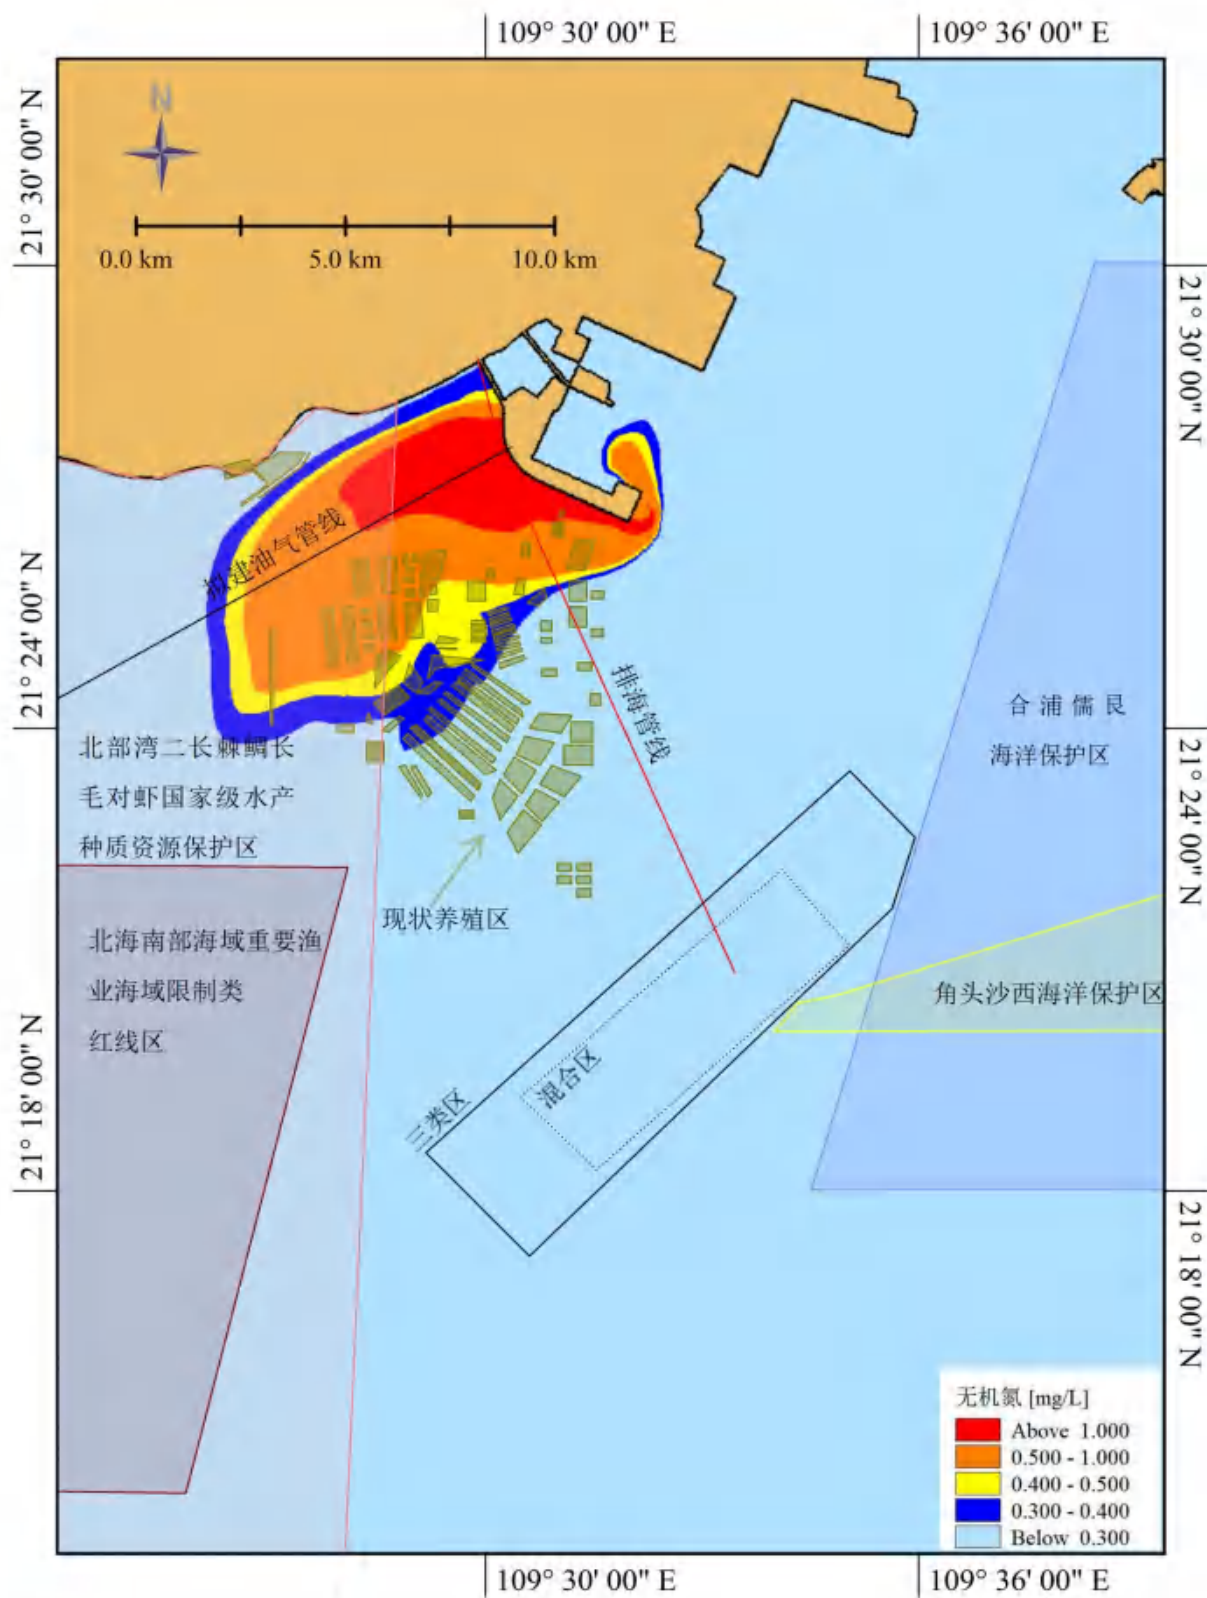 109° 30' 00" E
109° 36' 00" E
N
21° 30' 00" N
0.0 km
5.0 km
10.0 km
21° 30' 00" N
拟建油气管线
21° 24' 00" N
排海管线
合浦儒艮
海洋保护区
北部湾二长棘鲷长
毛对虾国家级水产
种质资源保护区
21° 24' 00" N
现状养殖区
北海南部海域重要渔
业海域限制类
红线区
角头沙西海洋保护区
混合区
三类区
21° 18' 00" N
21° 18' 00" N
无机氮 [mg/L]
Above 1.000
0.500 - 1.000
0.400 - 0.500
0.300 - 0.400
Below 0.300
109° 30' 00" E
109° 36' 00" E